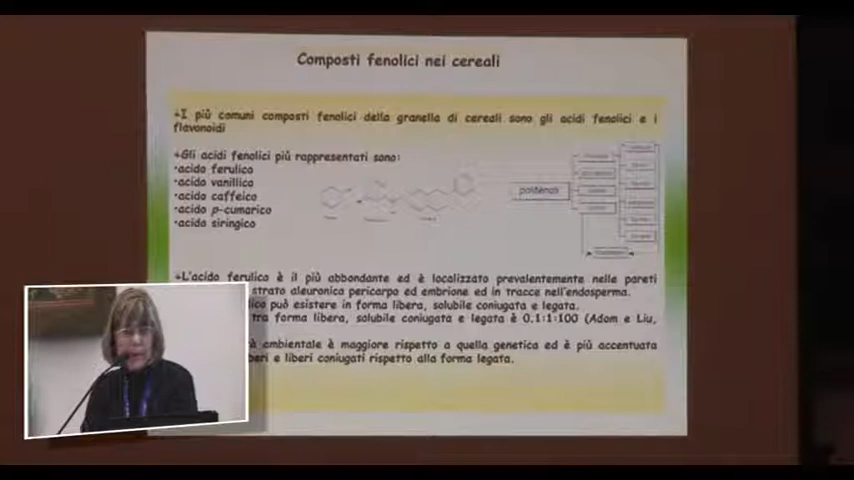 Composti fenolici nei cereali
I più comuni composti fenolici della granella di cereali sono gli acidi fenolici e i
flavonoidi
Gli acidi fenolici più rappresentati sono:
•acido ferulico
•acido vanillico
•acido caffeico
•acido p-cumarico
•acido siringico
polifenoli
L'acido ferulico è il più abbondante ed è localizzato prevalentemente nelle pareti
strato aleuronico pericarpo ed embrione ed in tracce nell'endosperma.
può esistere in forma libera, solubile coniugata e legata.
tra forma libera, solubile coniugata e legata è 0.1:1:100 (Adom e Liu,
ambientale è maggiore rispetto a quella genetica ed è più accentuata
e liberi coniugati rispetto alla forma legata.